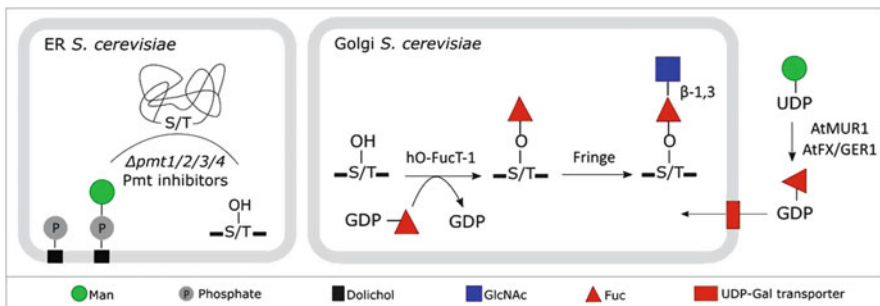 ER S. cerevisiae
S/T
Δpmt1/2/3/4
Pmt inhibitors
OH
S/T
P
P
Golgi S. cerevisiae
OH
S/T
hO-FucT-1
GDP
GDP
O
S/T
Fringe
β-1,3
O
S/T
UDP
AtMUR1
AtFX/GER1
GDP
Man
P Phosphate
Dolichol
GlcNAc
Fuc
UDP-Gal transporter